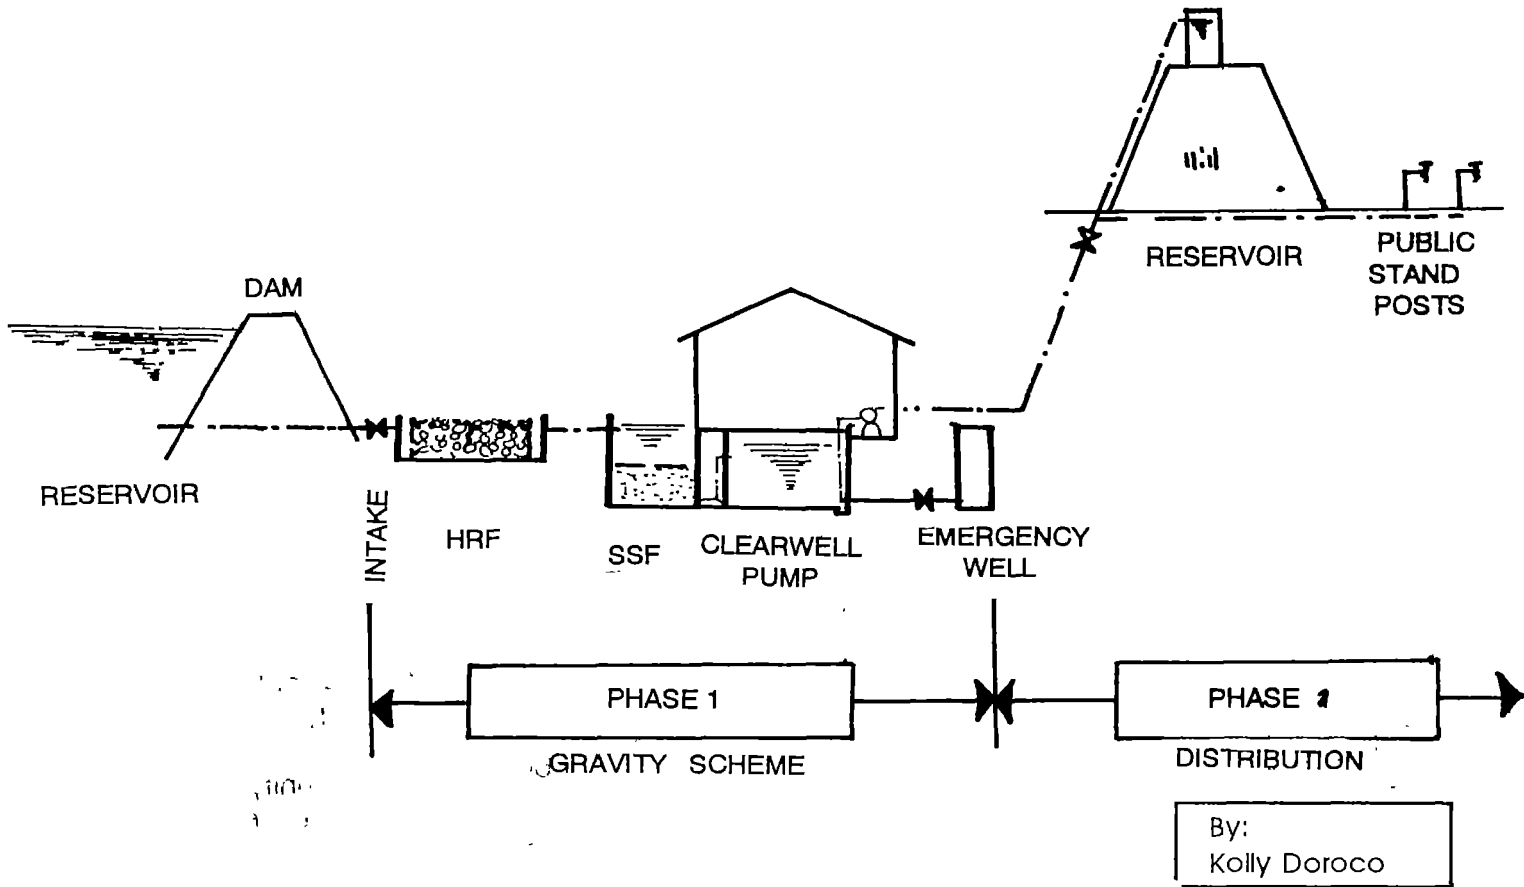 DAM
RESERVOIR
INTAKE
HRF
SSF
CLEARWELL
PUMP
EMERGENCY
WELL
RESERVOIR
PUBLIC
STAND
POSTS
PHASE 1
GRAVITY SCHEME
PHASE
DISTRIBUTION
By:
Kolly Doroco